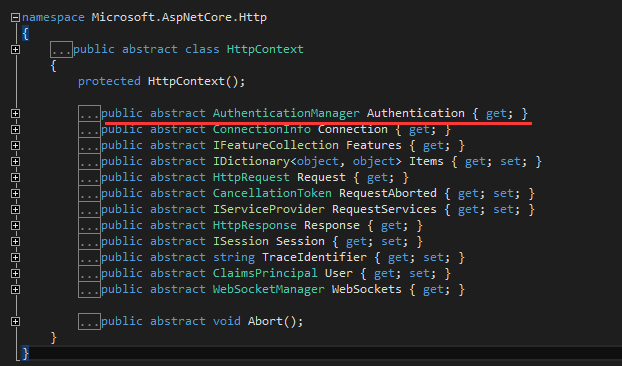 namespace Microsoft.AspNetCore.Http
{
...public abstract class HttpContext
{
protected HttpContext();
...public abstract AuthenticationManager Authentication { get; }
...public abstract ConnectionInfo Connection { get; }
...public abstract IFeatureCollection Features { get; }
...public abstract IDictionary<object, object> Items { get; set; }
...public abstract HttpRequest Request { get; }
...public abstract CancellationToken RequestAborted { get; set; }
...public abstract IServiceProvider RequestServices { get; set; }
...public abstract HttpResponse Response { get; }
...public abstract ISession Session { get; set; }
...public abstract string TraceIdentifier { get; set; }
...public abstract ClaimsPrincipal User { get; set; }
...public abstract WebSocketManager WebSockets { get; }
...public abstract void Abort();
}
}